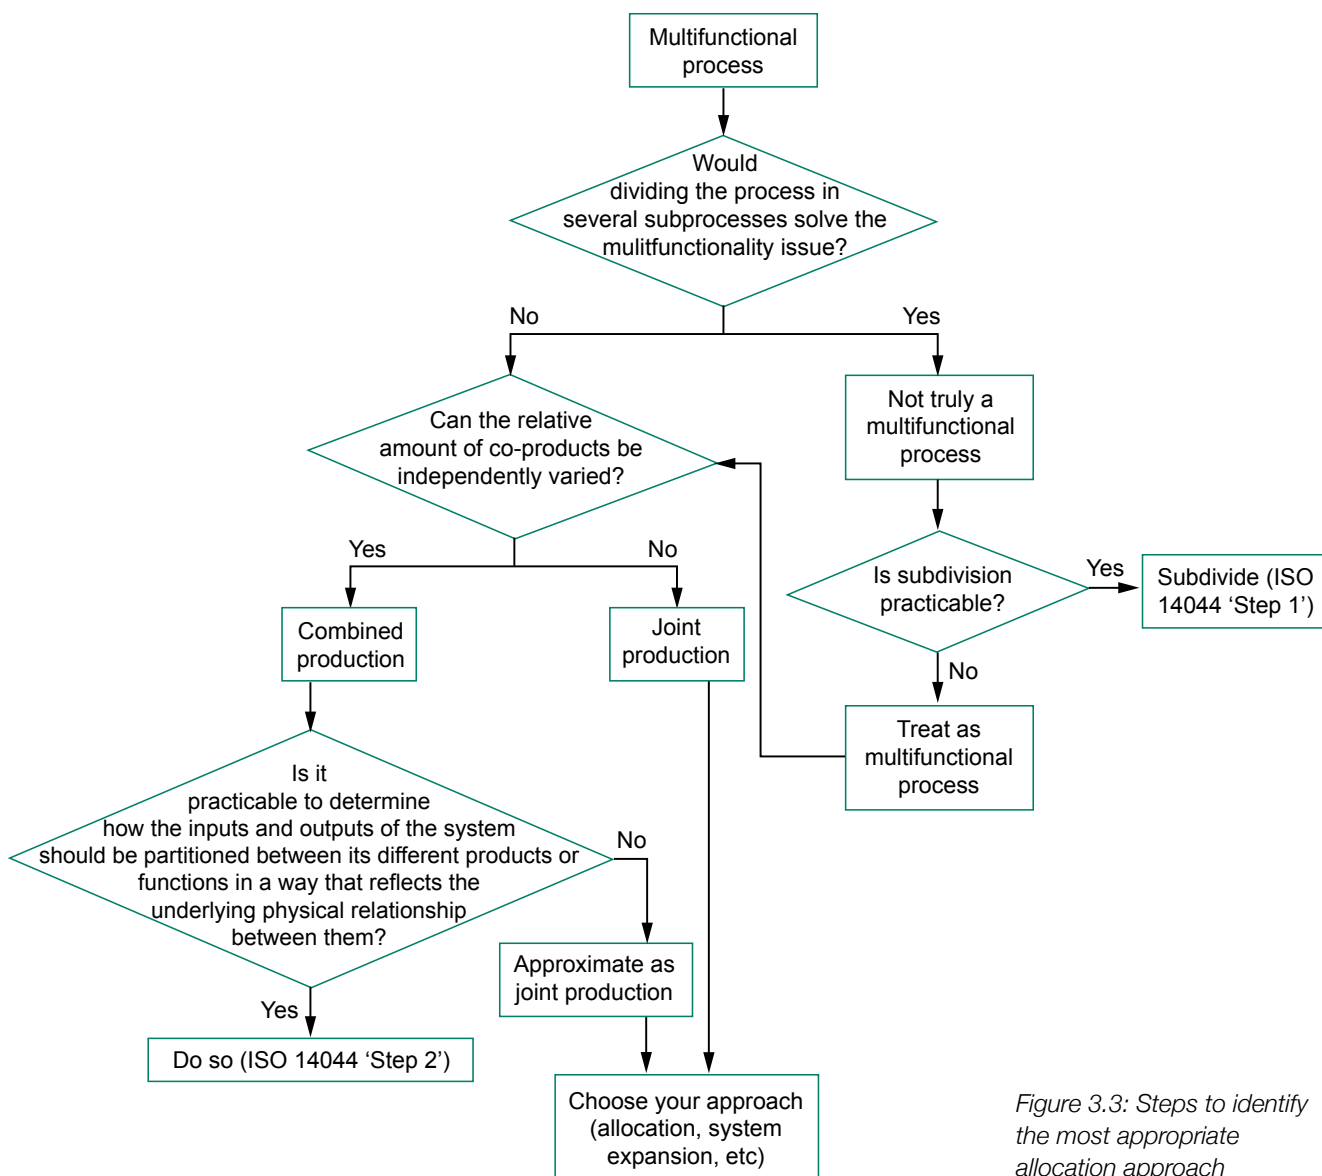 Multifunctional
process
Would
dividing the process in
several subprocesses solve the
mulitfunctionality issue?
No
Yes
Can the relative
amount of co-products be
independently varied?
Not truly a
multifunctional
process
Yes
No
Is subdivision
practicable?
Yes
Subdivide (ISO
14044 ‘Step 1’)
Combined
production
Joint
production
No
Treat as
multifunctional
process
Is it
practicable to determine
how the inputs and outputs of the system
should be partitioned between its different products or
functions in a way that reflects the
underlying physical relationship
between them?
No
Approximate as
joint production
Yes
Do so (ISO 14044 ‘Step 2’)
Choose your approach
(allocation, system
expansion, etc)
Figure 3.3: Steps to identify
the most appropriate
allocation approach